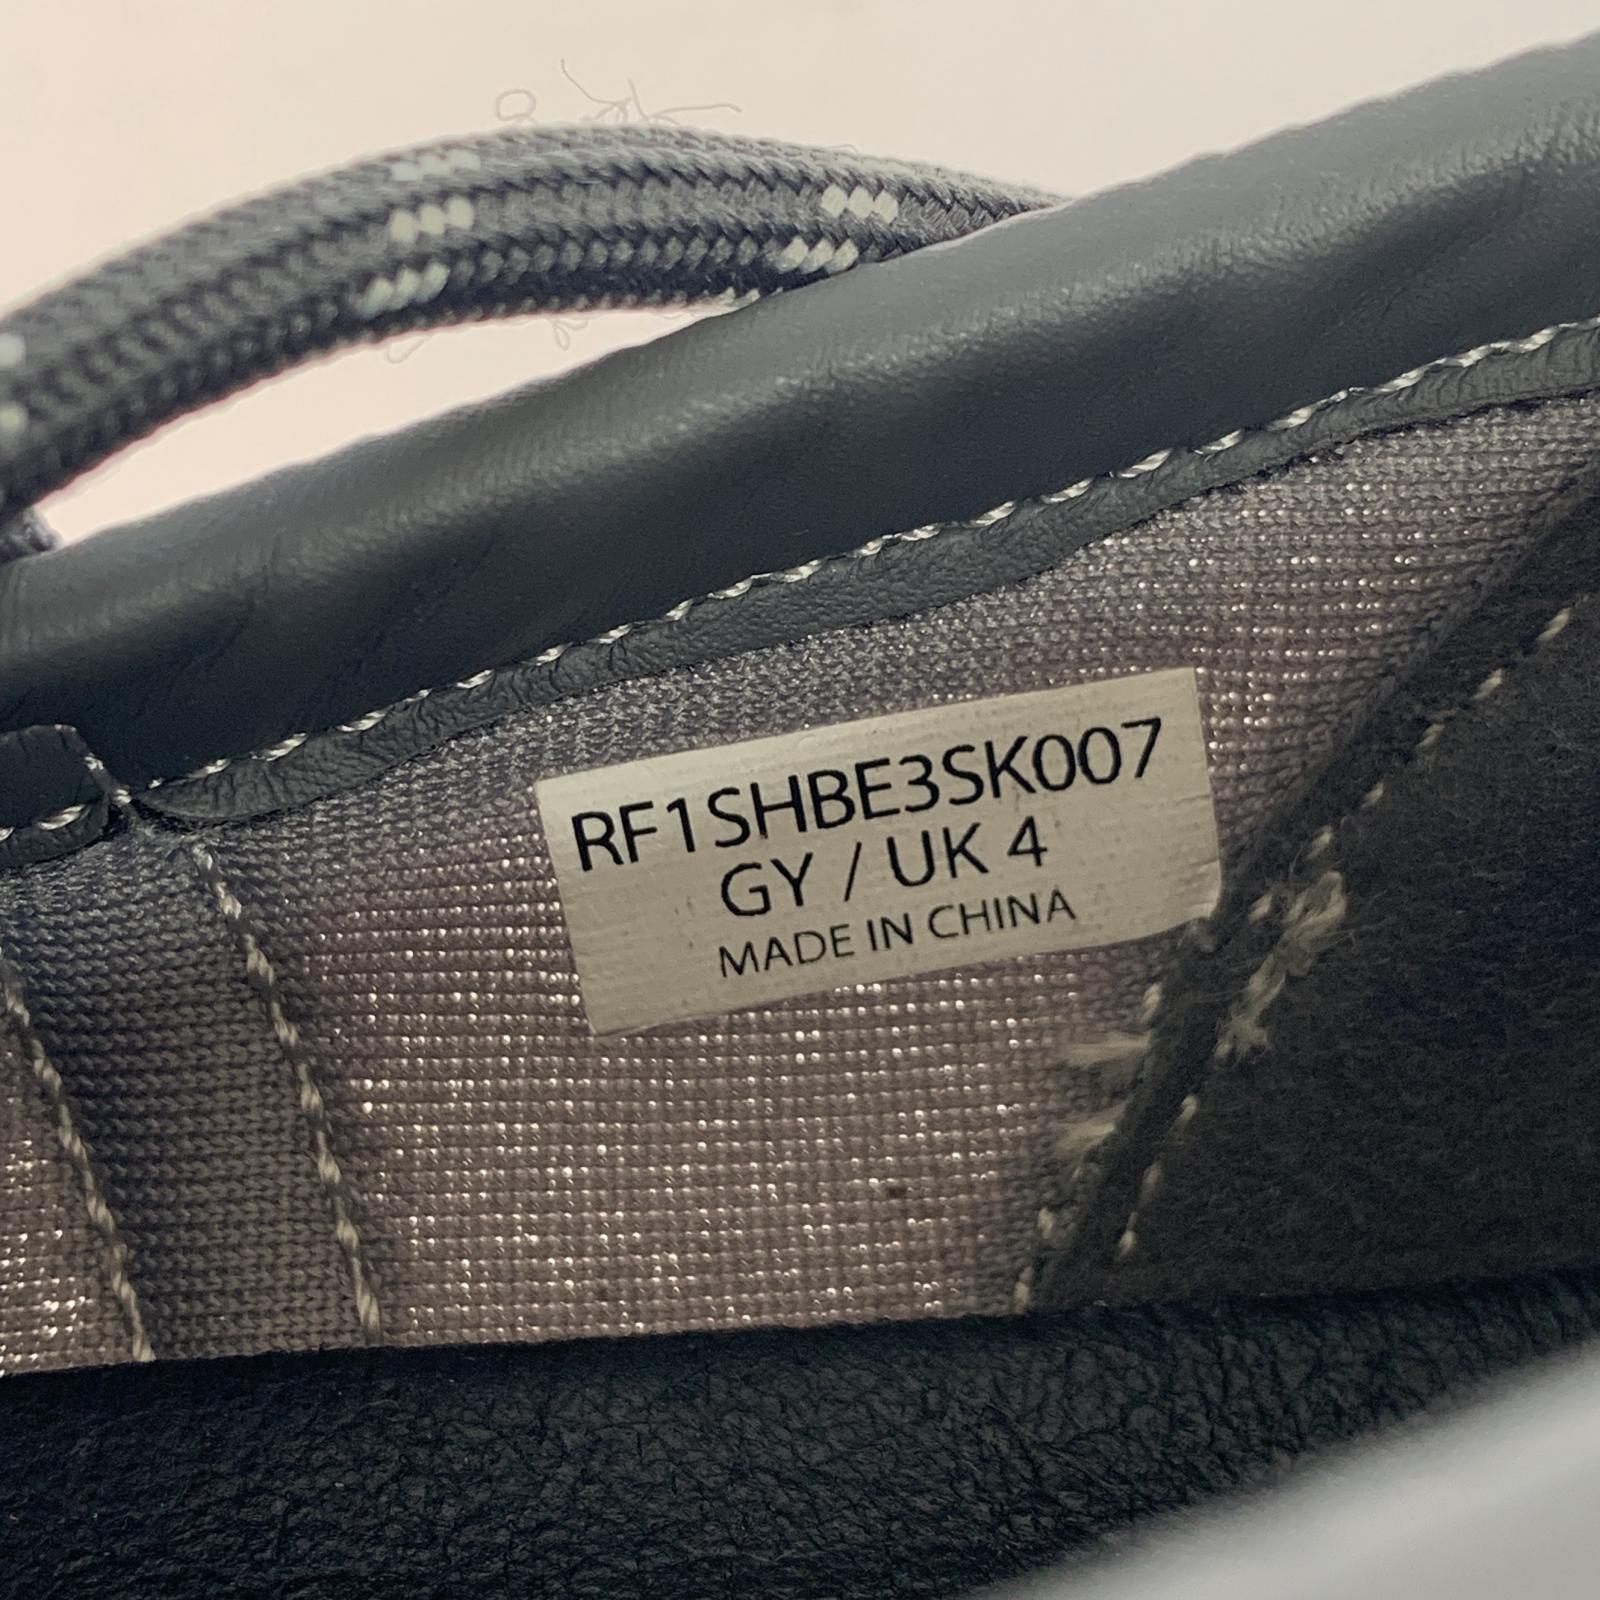 RF1SHBE3SK007
GY / UK 4
MADE IN CHINA